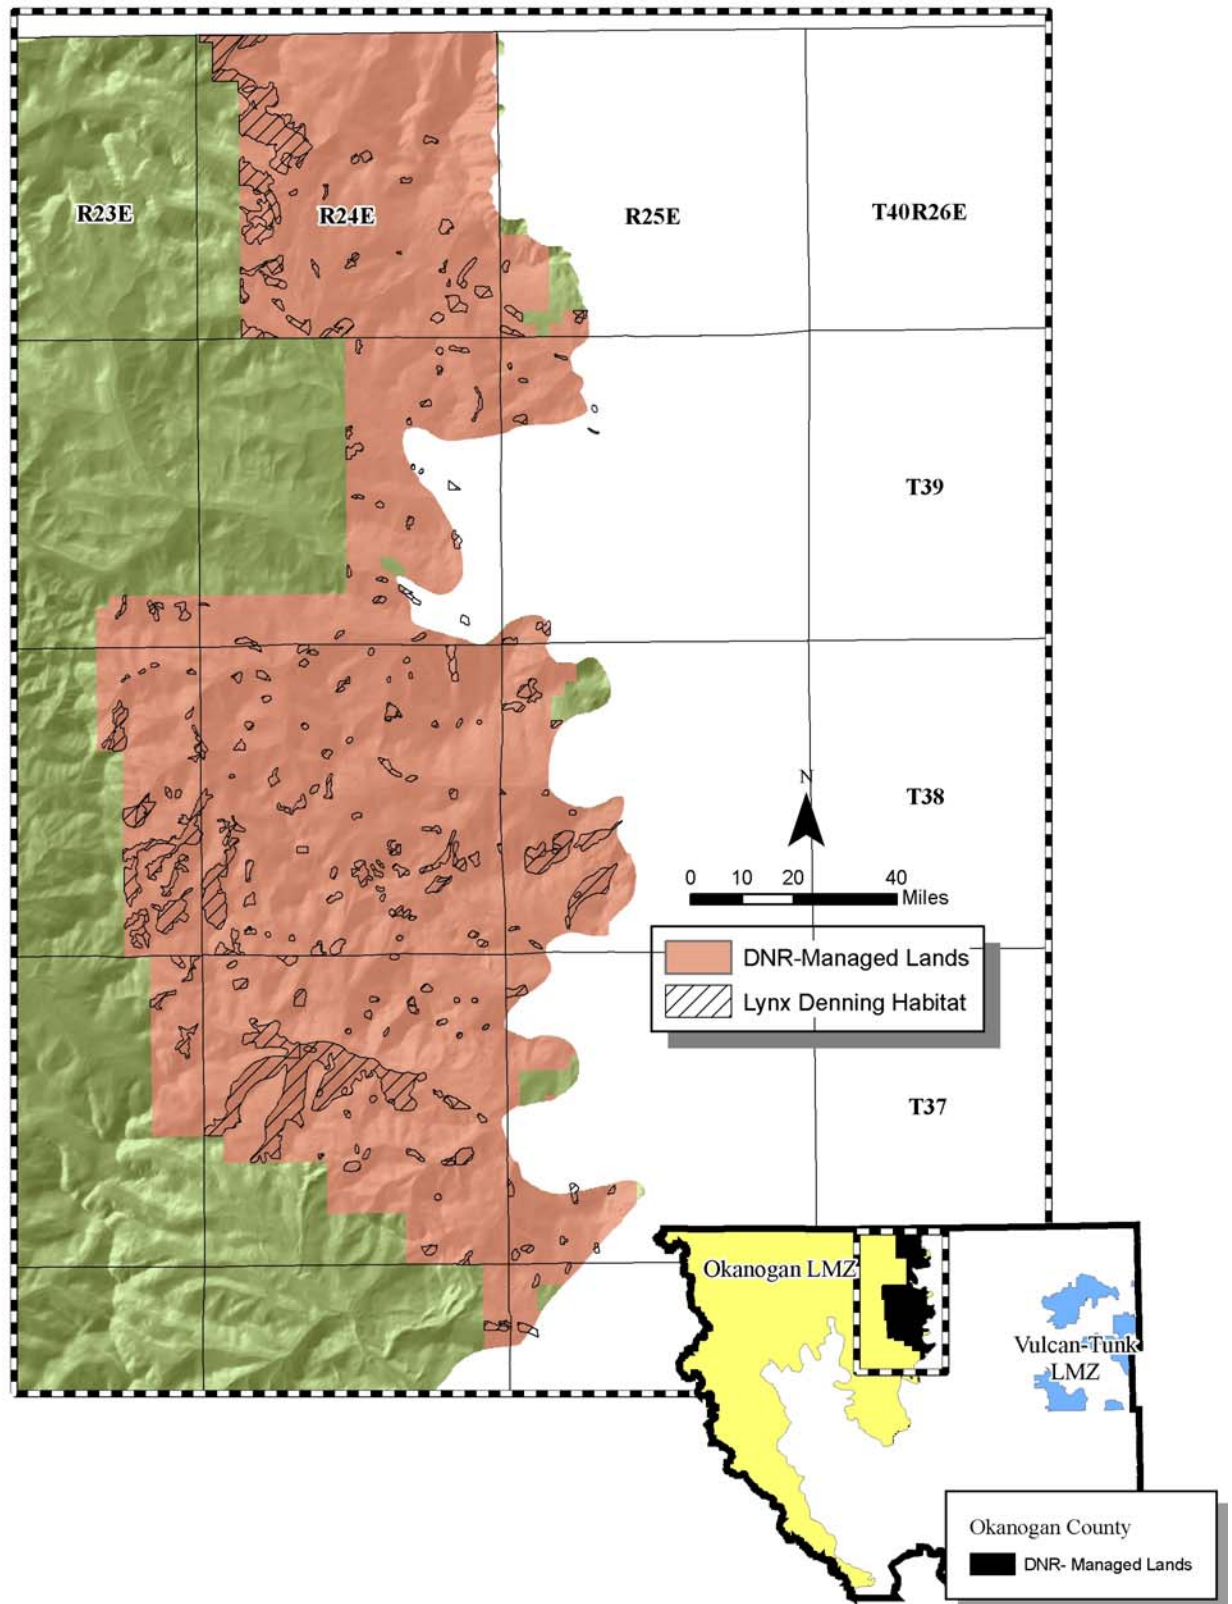 R23E
R24E
R25E
T40R26E
T39
T38
N
0 10 20 40
Miles
DNR-Managed Lands
Lynx Denning Habitat
T37
Okanogan LMZ
Vulcan-Tunk
LMZ
Okanogan County
DNR- Managed Lands